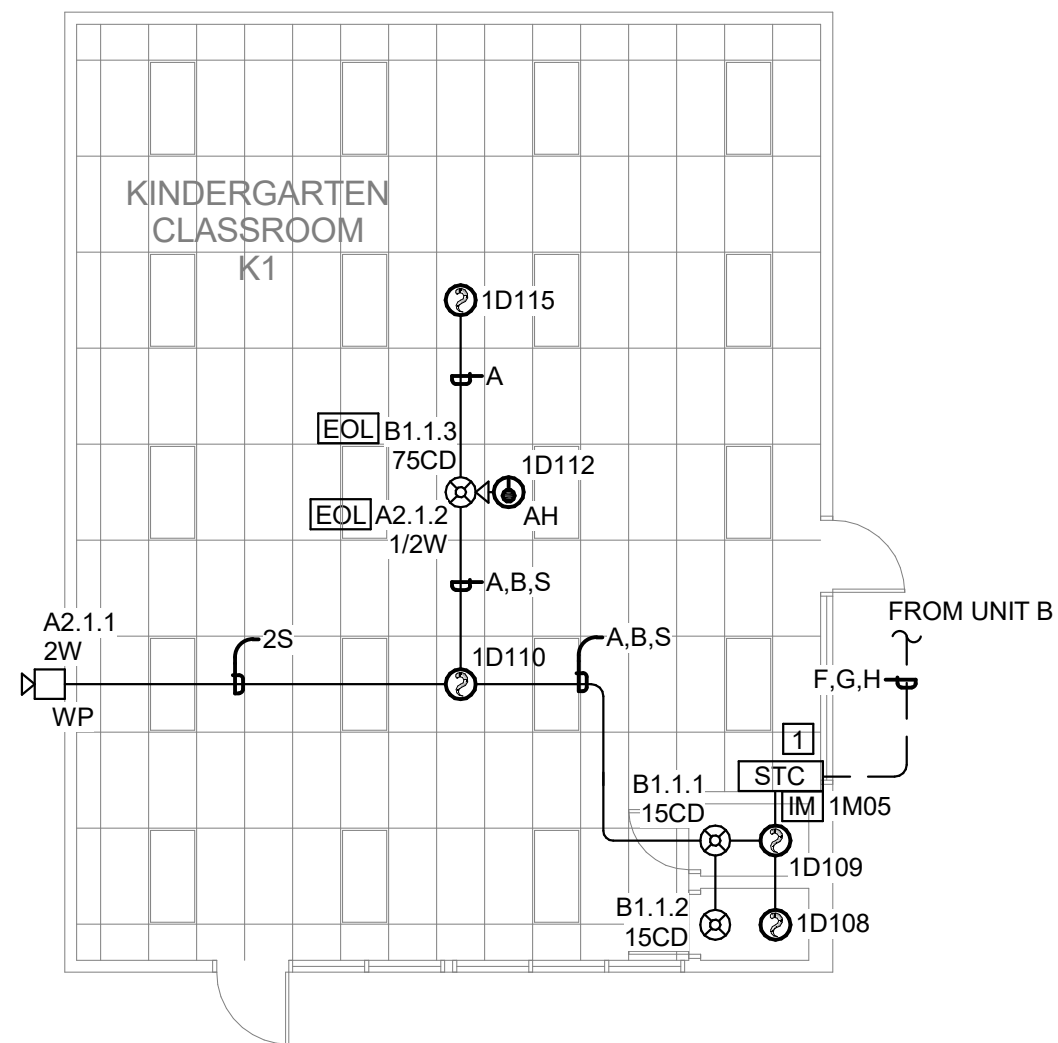 KINDERGARTEN
CLASSROOM
K1
1D115
A
EOL B1.1.3
75CD
1D112
AH
EOL A2.1.2
1/2W
A,B,S
A2.1.1
2W
WP
2S
1D110
A,B,S
FROM UNIT B
F,G,H
1
STC
IM 1M05
B1.1.1
15CD
1D109
B1.1.2
15CD
1D108